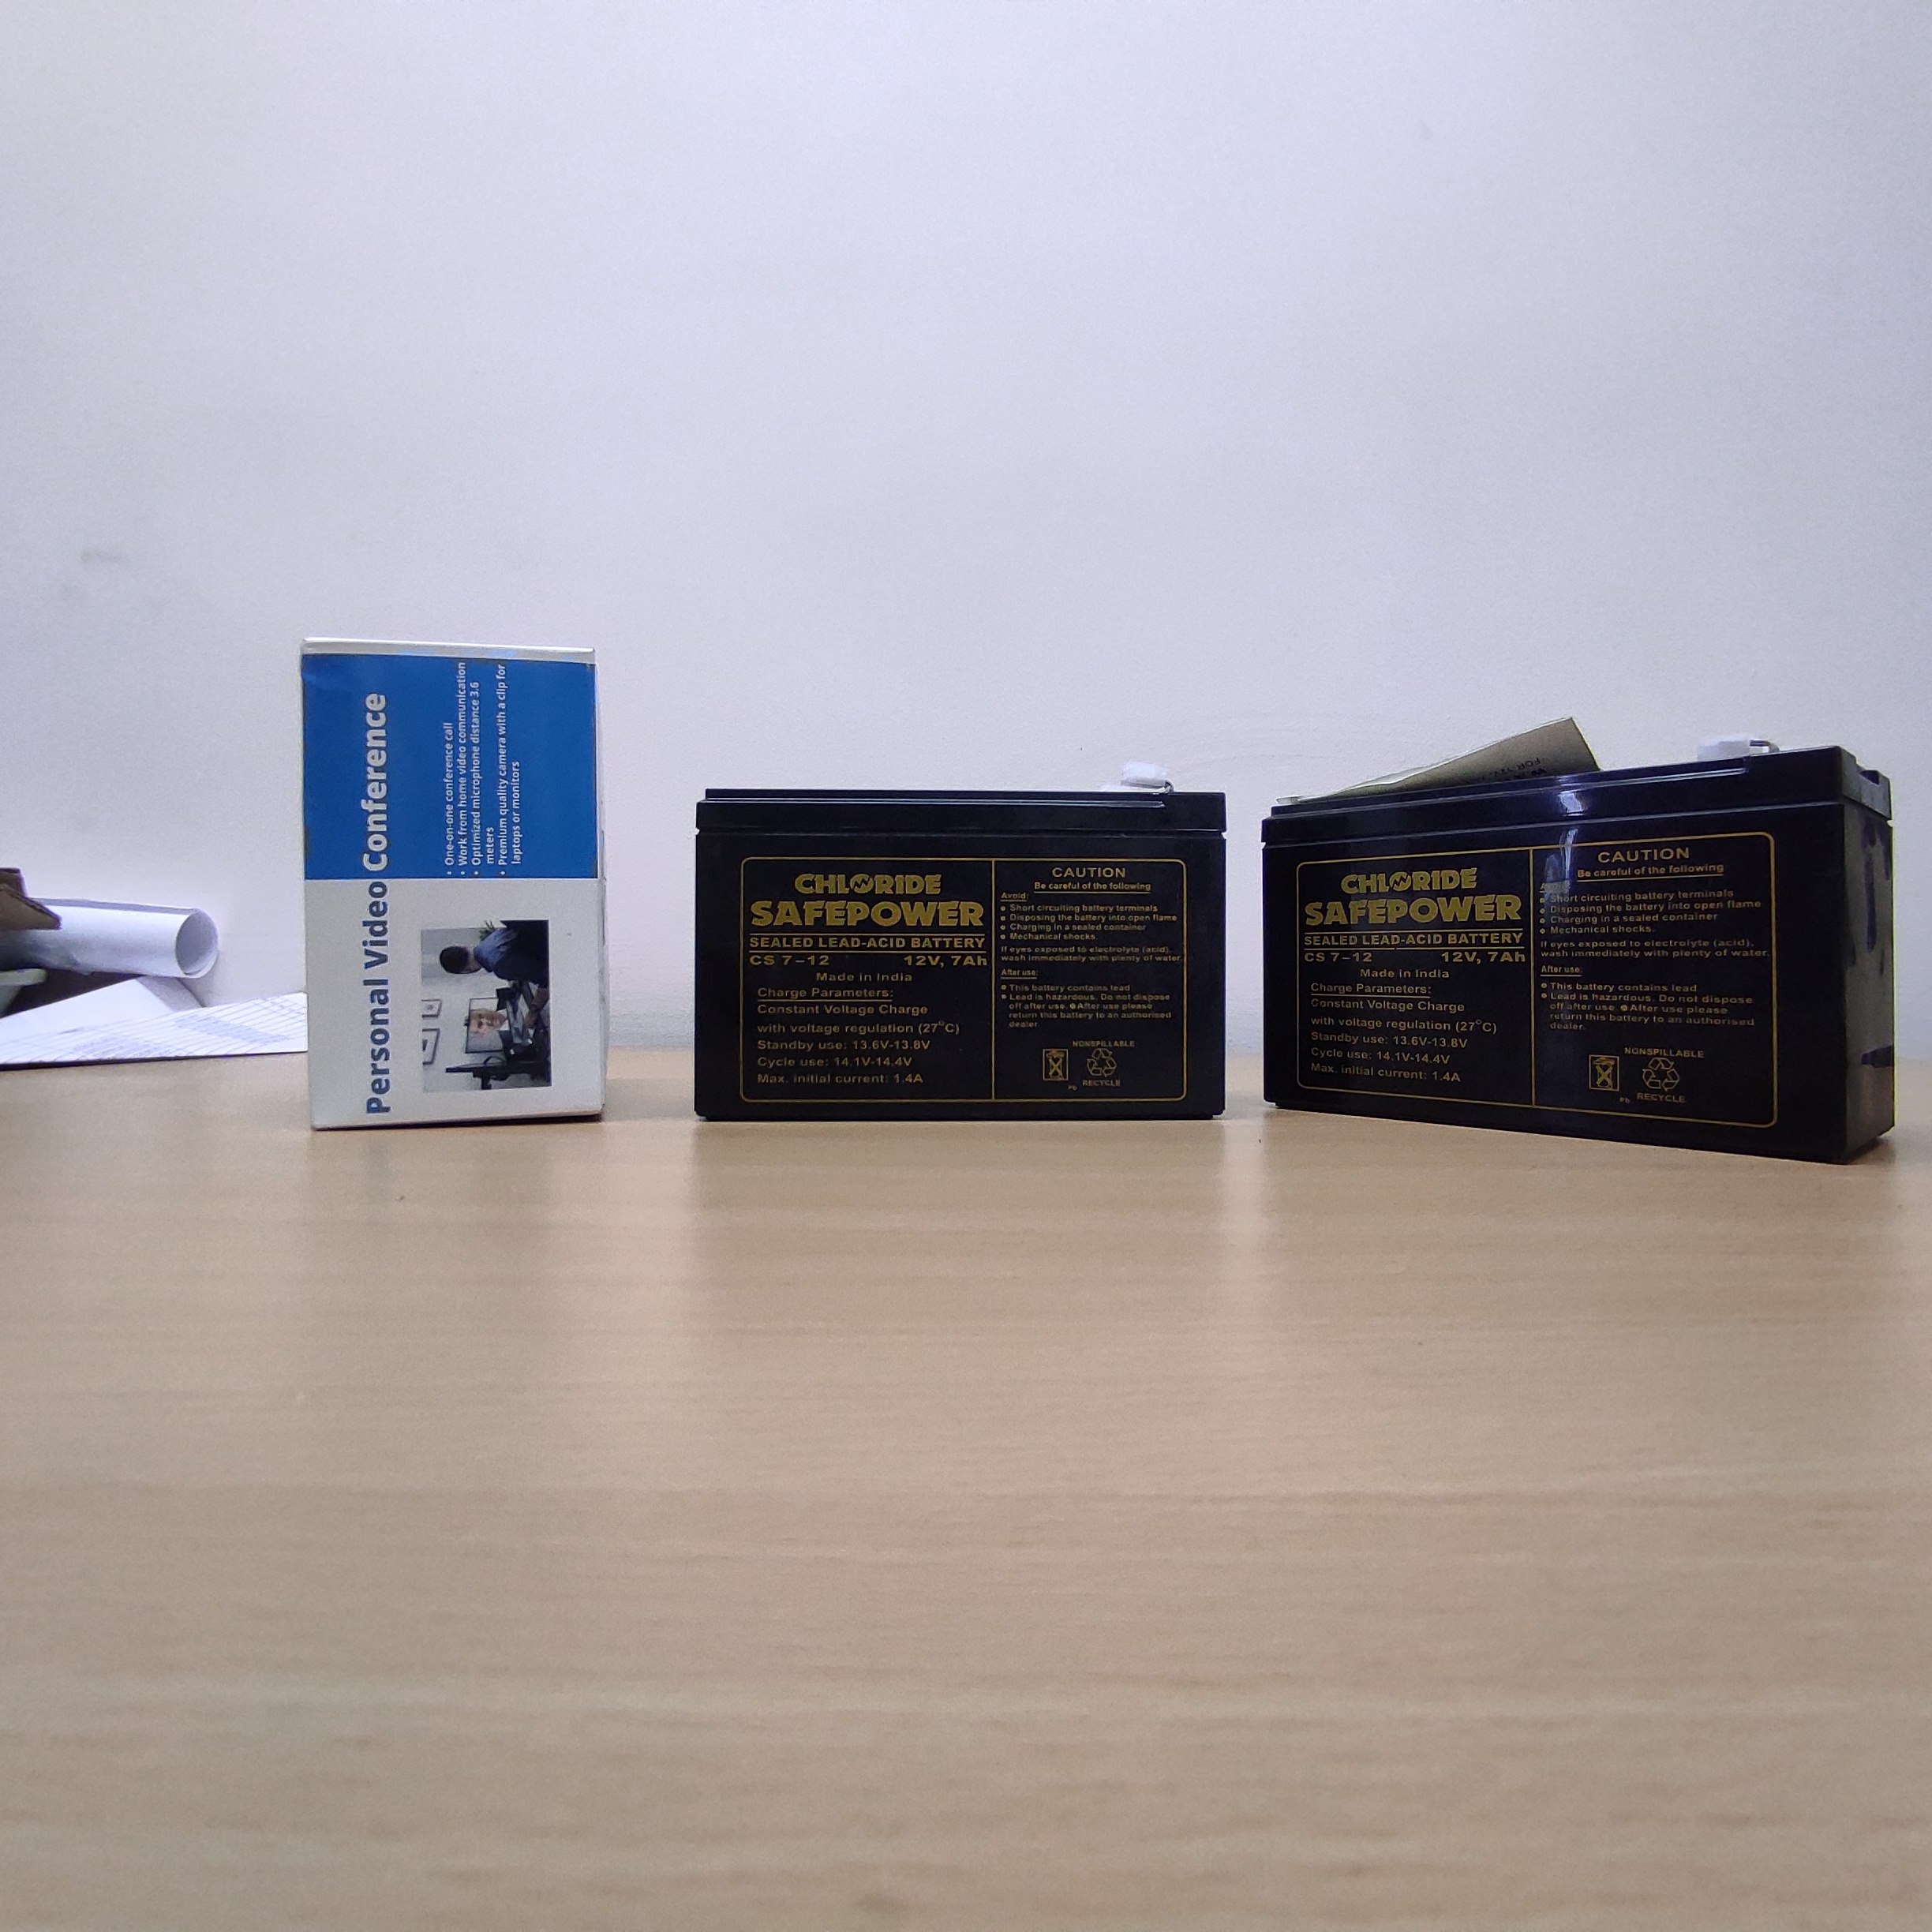 Personal Video Conference
• One-on-one conference call
• Work from home video communication
• Optimized microphone distance 3.6
meters
• Premium quality camera with a clip for
laptops or monitors
CHLORIDE
SAFEPOWER
SEALED LEAD-ACID BATTERY
CS 7-12 12V, 7Ah
Made in India
Charge Parameters:
Constant Voltage Charge
with voltage regulation (27°C)
Standby use: 13.6V-13.8V
Cycle use: 14.1V-14.4V
Max. initial current: 1.4A
CAUTION
Be careful of the following
Avoid:
• Short circuiting battery terminals
• Disposing the battery into open flame
• Charging in a sealed container
• Mechanical shocks.
If eyes exposed to electrolyte (acid),
wash immediately with plenty of water.
After use:
• This battery contains lead
• Lead is hazardous. Do not dispose
off after use. • After use please
return this battery to an authorised
dealer
NONSPILLABLE
Pb RECYCLE
FOR 12V,
CHLORIDE
SAFEPOWER
SEALED LEAD-ACID BATTERY
CS 7-12 12V, 7Ah
Made in India
Charge Parameters:
Constant Voltage Charge
with voltage regulation (27°C)
Standby use: 13.6V-13.8V
Cycle use: 14.1V-14.4V
Max. initial current: 1.4A
CAUTION
Be careful of the following
Avoid:
• Short circuiting battery terminals
• Disposing the battery into open flame
• Charging in a sealed container
• Mechanical shocks.
If eyes exposed to electrolyte (acid),
wash immediately with plenty of water.
After use:
• This battery contains lead
• Lead is hazardous. Do not dispose
off after use. • After use please
return this battery to an authorised
dealer.
NONSPILLABLE
Pb RECYCLE